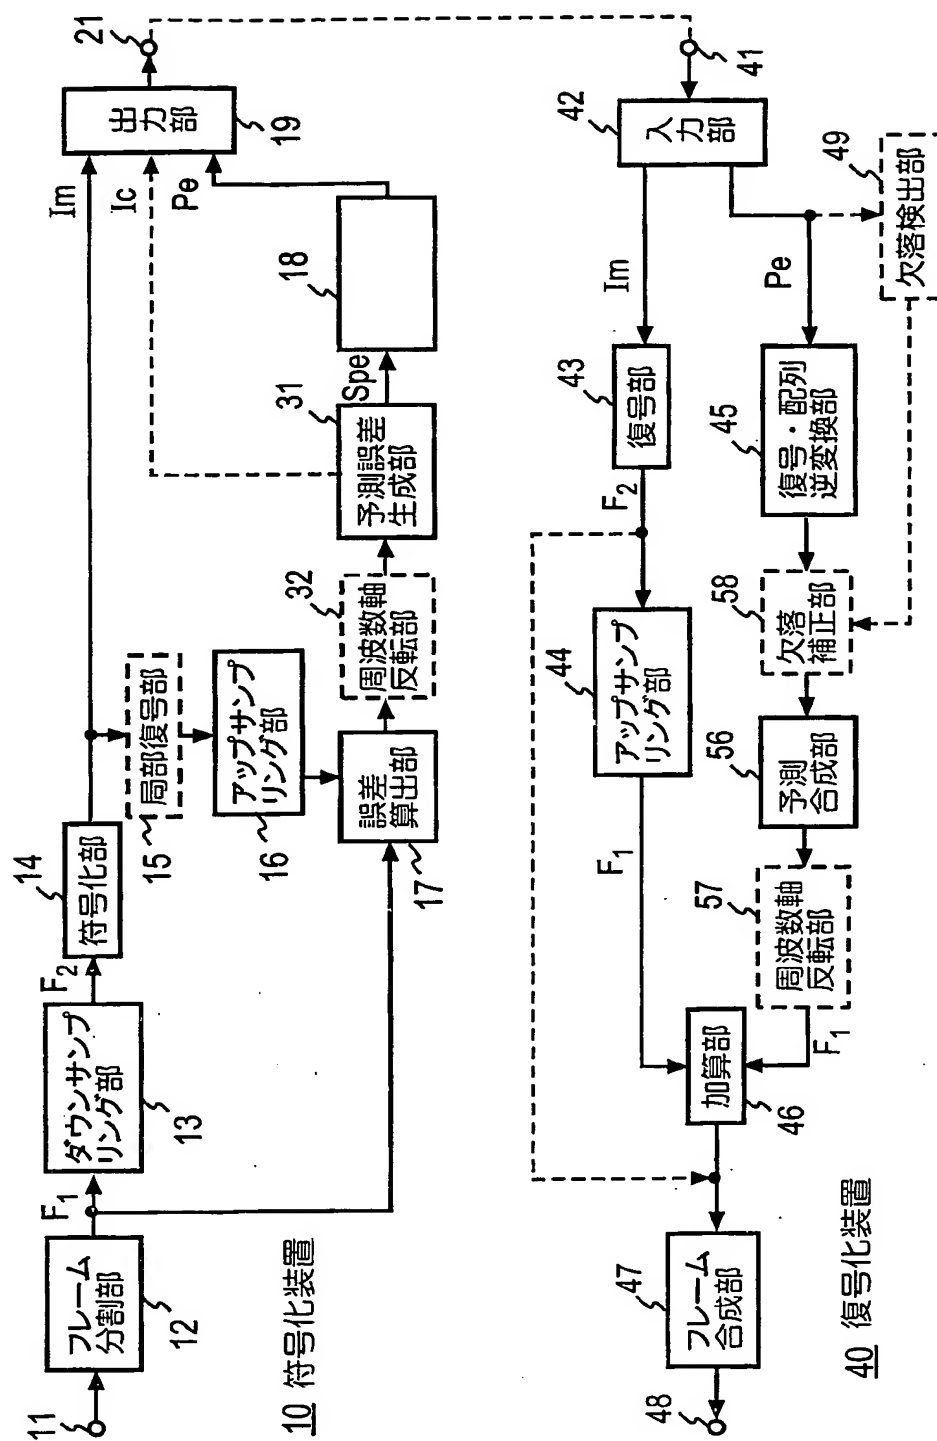 11
フレーム
分割部
12
F1
ダウンサンプ
リング部
13
F2
符号化部
14
局部復号部
15
アップサンプ
リング部
16
誤差
算出部
17
周波数軸
反転部
32
予測誤差
生成部
31
Spe
18
Im
Ic
Pe
出力部
19
21
10 符号化装置
41
入力部
42
Im
Pe
欠落検出部
49
復号部
43
F2
復号・配列
逆変換部
45
アップサンプ
リング部
44
欠落
補正部
58
予測
合成部
56
周波数軸
反転部
57
F1
F1
加算部
46
フレーム
合成部
47
48
40 復号化装置